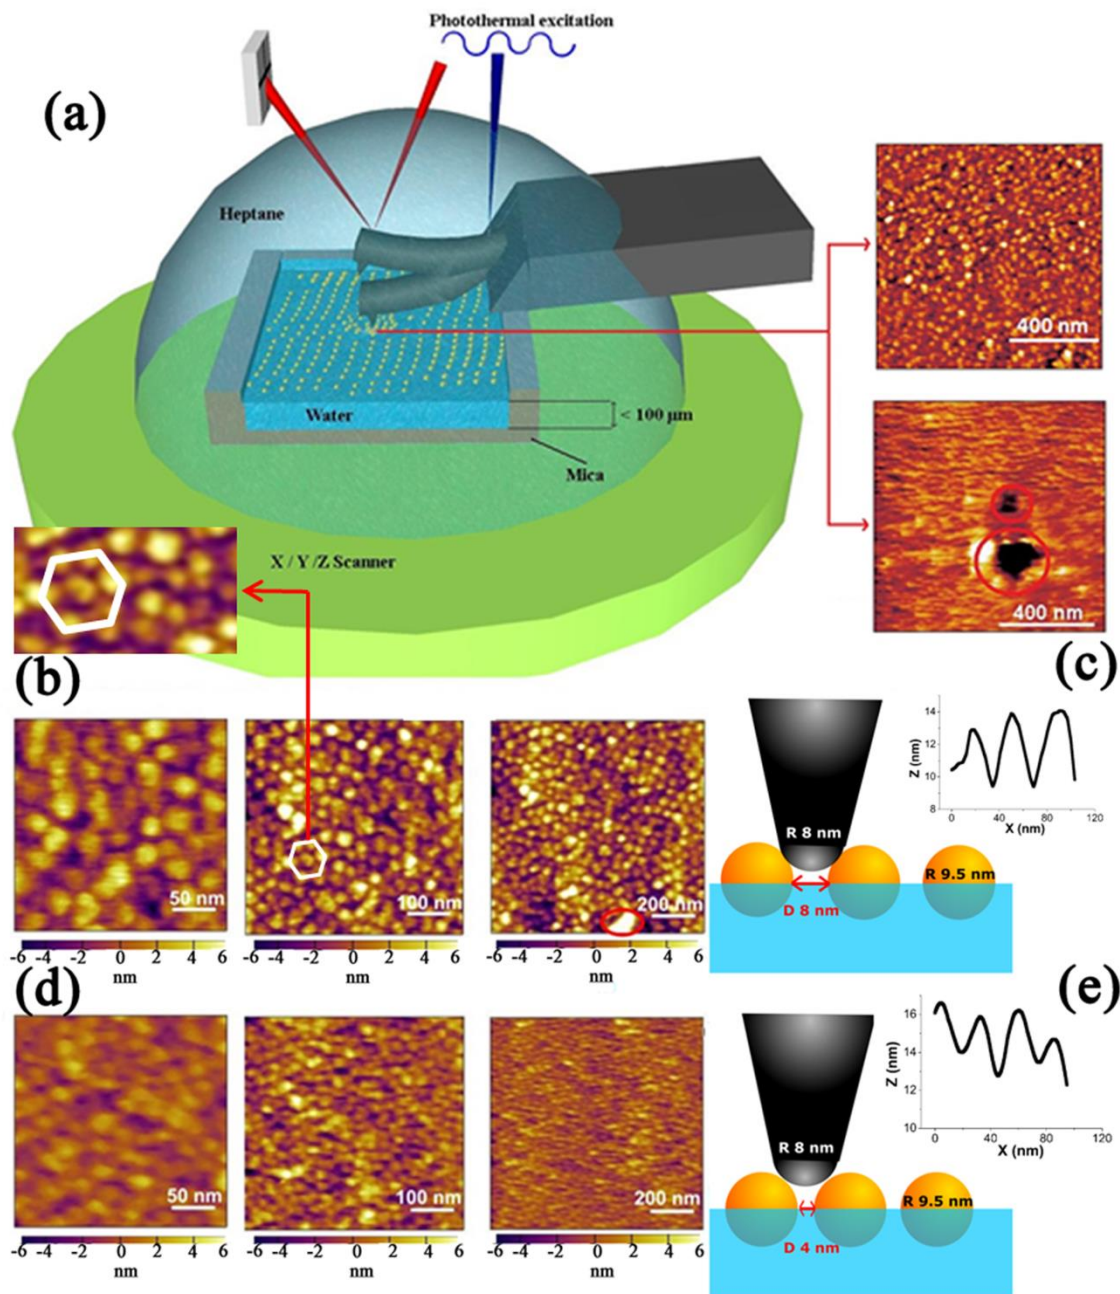 Photothermal excitation
(a)
Heptane
400 nm
Water
< 100 µm
Mica
400 nm
X / Y /Z Scanner
(b)
(c)
50 nm
100 nm
200 nm
-6 -4 -2 0 2 4 6
nm
-6 -4 -2 0 2 4 6
nm
-6 -4 -2 0 2 4 6
nm
R 8 nm
R 9.5 nm
D 8 nm
Z (nm)
14
12
10
8
0 40 80 120
X (nm)
(d)
(e)
50 nm
100 nm
200 nm
-6 -4 -2 0 2 4 6
nm
-6 -4 -2 0 2 4 6
nm
-6 -4 -2 0 2 4 6
nm
R 8 nm
R 9.5 nm
D 4 nm
Z (nm)
16
14
12
10
0 40 80 120
X (nm)